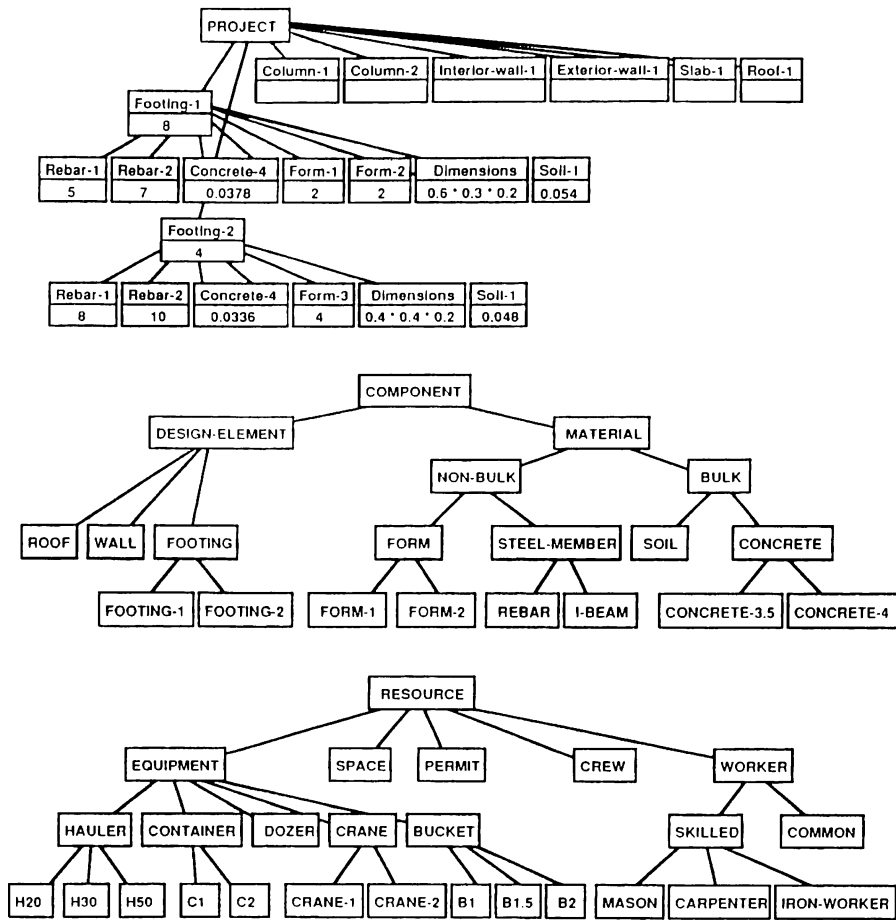 PROJECT
Column-1 Column-2 Interior-wall-1 Exterior-wall-1 Slab-1 Roof-1
Footing-1
8
Rebar-1 Rebar-2 Concrete-4 Form-1 Form-2 Dimensions Soil-1
5 7 0.0378 2 2 0.6 * 0.3 * 0.2 0.054
Footing-2
4
Rebar-1 Rebar-2 Concrete-4 Form-3 Dimensions Soil-1
8 10 0.0336 4 0.4 * 0.4 * 0.2 0.048
COMPONENT
DESIGN-ELEMENT MATERIAL
NON-BULK BULK
ROOF WALL FOOTING FORM STEEL-MEMBER SOIL CONCRETE
FOOTING-1 FOOTING-2 FORM-1 FORM-2 REBAR I-BEAM CONCRETE-3.5 CONCRETE-4
RESOURCE
EQUIPMENT SPACE PERMIT CREW WORKER
HAULER CONTAINER DOZER CRANE BUCKET SKILLED COMMON
H20 H30 H50 C1 C2 CRANE-1 CRANE-2 B1 B1.5 B2 MASON CARPENTER IRON-WORKER